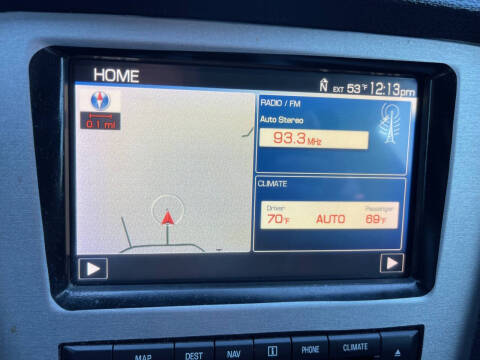 HOME
N EXT 53°F 12:13pm
0.1 mi
RADIO / FM
Auto Stereo
93.3 MHz
CLIMATE
Driver Passenger
70°F AUTO 69°F
MAP DEST NAV PHONE CLIMATE